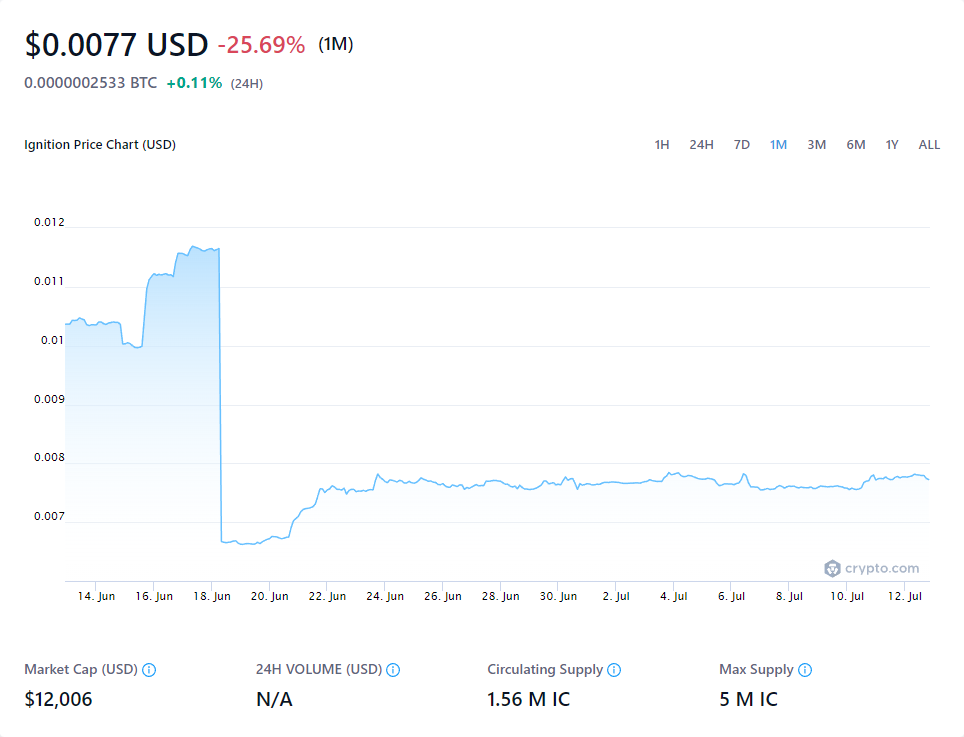 $0.0077 USD -25.69% (1M)
0.0000002533 BTC +0.11% (24H)
Ignition Price Chart (USD) 1H 24H 7D 1M 3M 6M 1Y ALL
0.012
0.011
0.01
0.009
0.008
0.007
crypto.com
14. Jun 16. Jun 18. Jun 20. Jun 22. Jun 24. Jun 26. Jun 28. Jun 30. Jun 2. Jul 4. Jul 6. Jul 8. Jul 10. Jul 12. Jul
Market Cap (USD) 24H VOLUME (USD) Circulating Supply Max Supply
$12,006 N/A 1.56 M IC 5 M IC